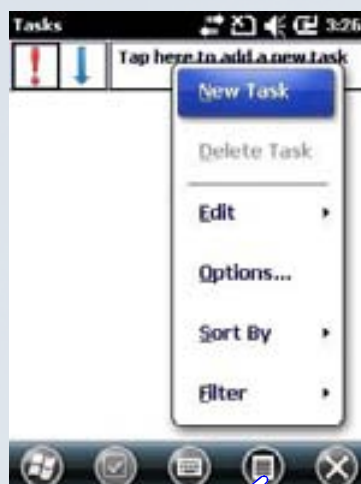 Tasks 3:26
Tap here to add a new task
New Task
Delete Task
Edit
Options...
Sort By
Filter